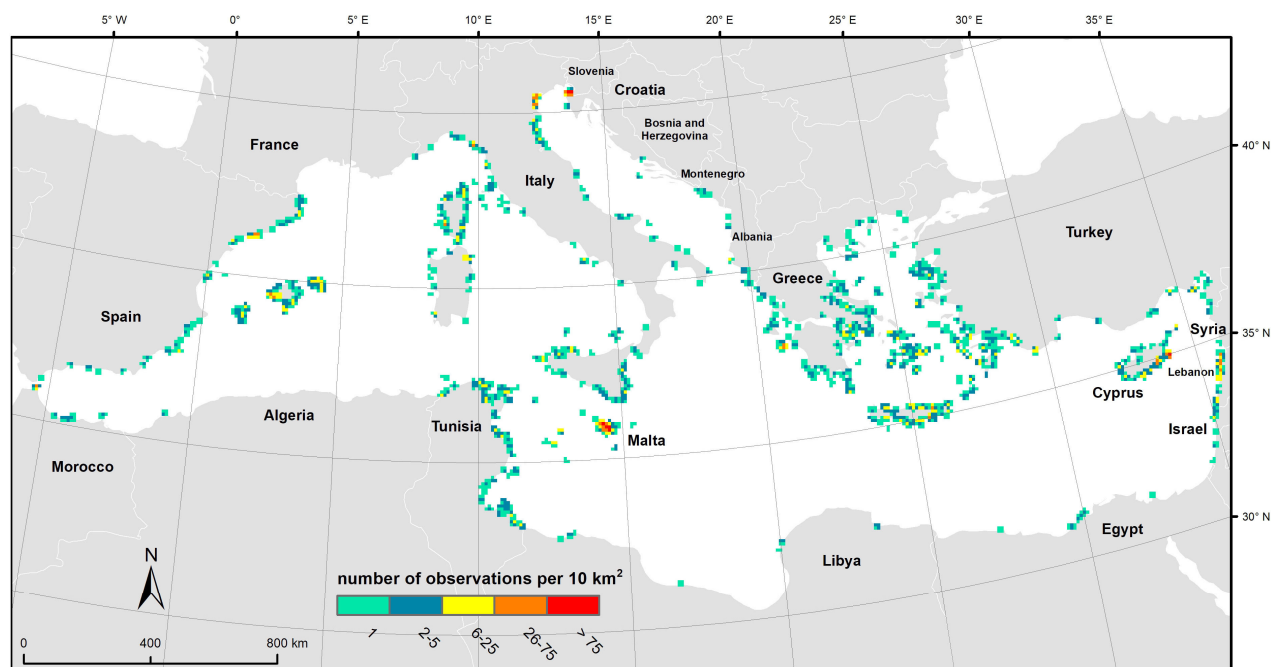 5° W 0° 5° E 10° E 15° E 20° E 25° E 30° E 35° E
Slovenia
Croatia
Bosnia and
Herzegovina
France
40° N
Montenegro
Italy
Turkey
Albania
Greece
Spain
Syria
35° N
Lebanon
Cyprus
Algeria
Tunisia
Israel
Malta
Morocco
30° N
Egypt
N
Libya
number of observations per 10 km²
1 2-5 6-25 26-75 > 75
0 400 800 km